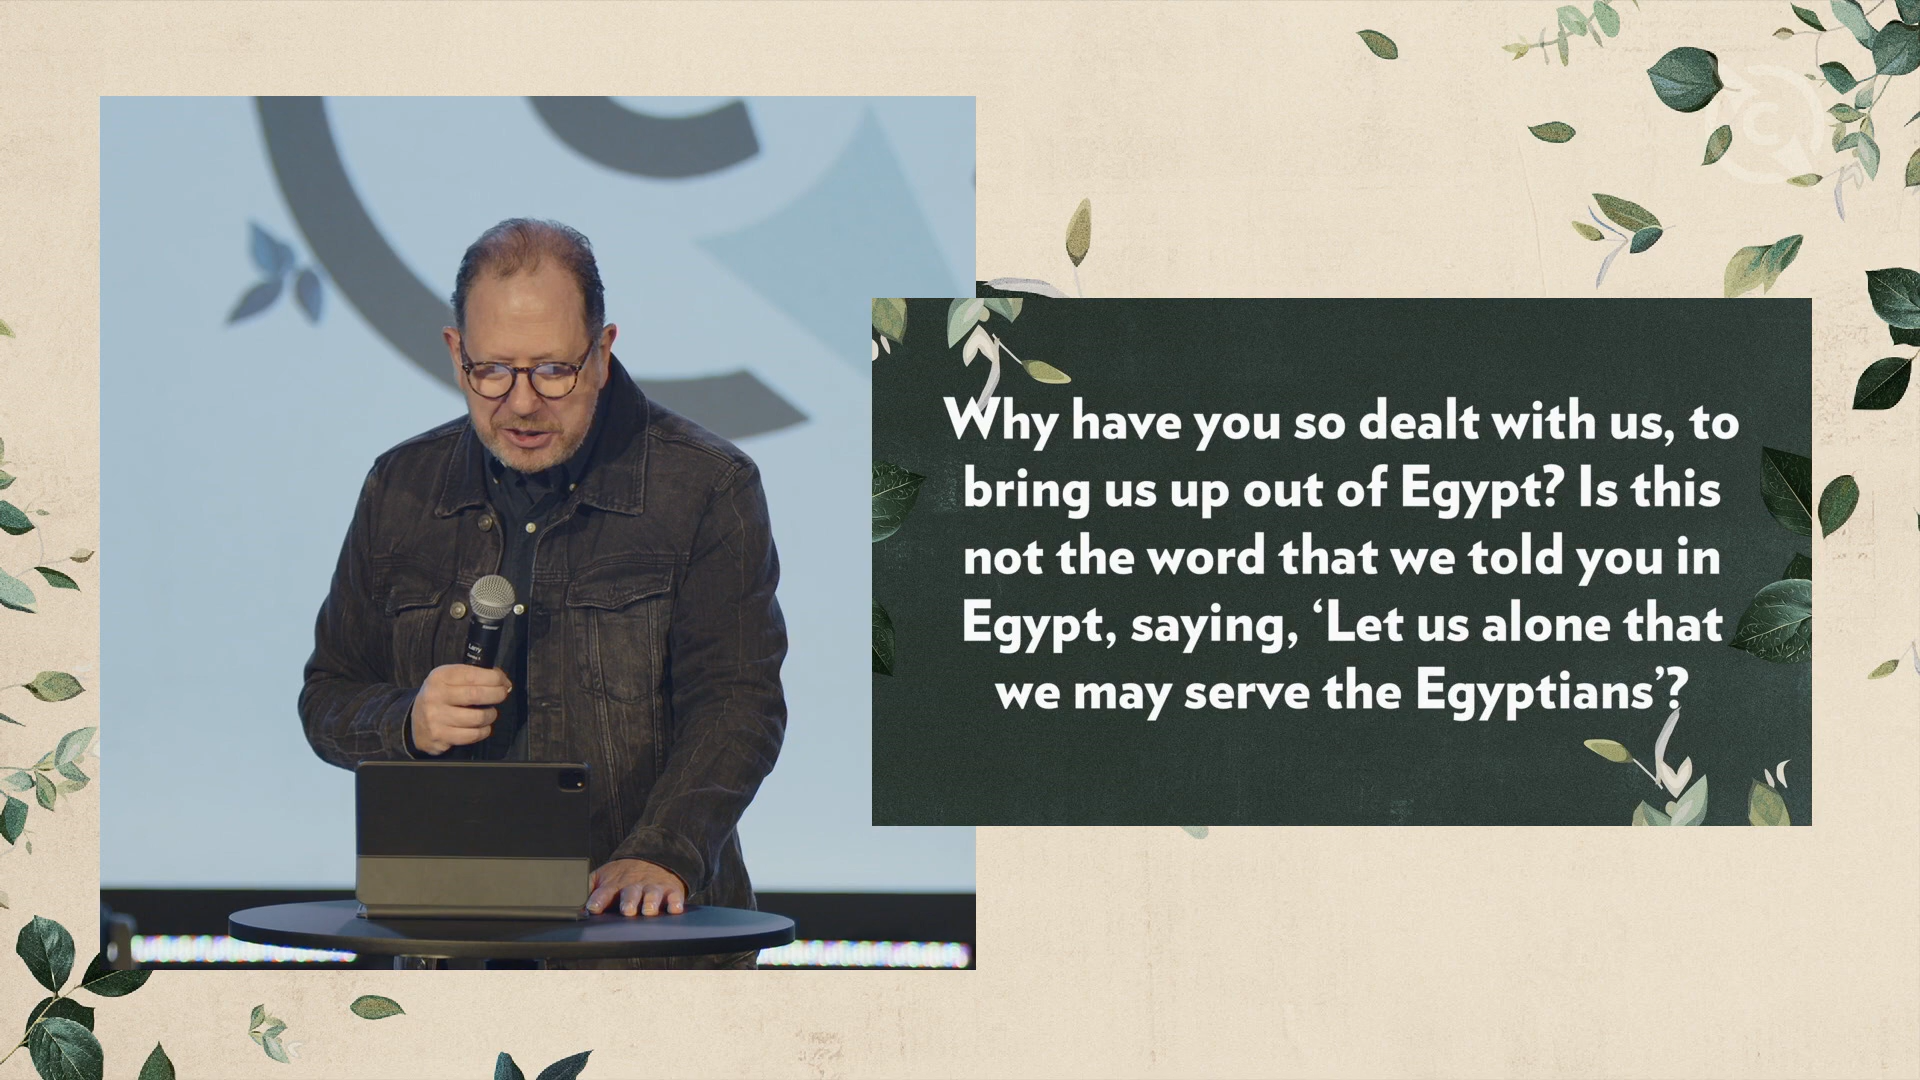 Why have you so dealt with us, to
bring us up out of Egypt? Is this
not the word that we told you in
Egypt, saying, ‘Let us alone that
we may serve the Egyptians’?
Larry
C